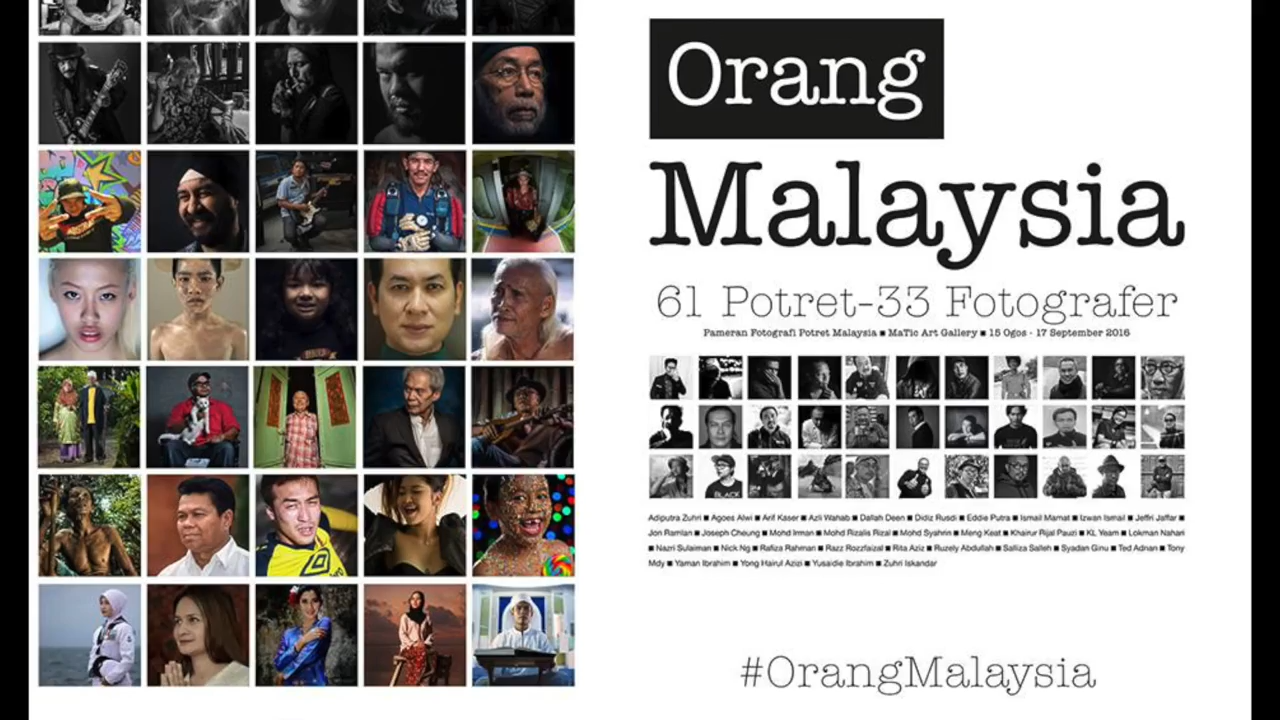 Orang
Malaysia
61 Potret-33 Fotografer
Pameran Fotografi Potret Malaysia ■ MaTic Art Gallery ■ 15 Ogos - 17 September 2016
BLACK
Adiputra Zuhri ■ Agoes Alwi ■ Arif Kaser ■ Azli Wahab ■ Dallah Deen ■ Didiz Rusdi ■ Eddie Putra ■ Ismail Mamat ■ Izwan Ismail ■ Jeffri Jaffar ■
Jon Ramlan ■ Joseph Cheung ■ Mohd Irman ■ Mohd Rizalis Rizal ■ Mohd Syahrin ■ Meng Keat ■ Khairur Rijal Pauzi ■ KL Yeam ■ Lokman Nahari
■ Nazri Sulaiman ■ Nick Ng ■ Rafiza Rahman ■ Razz Rozzfaizal ■ Rita Aziz ■ Ruzely Abdullah ■ Salliza Salleh ■ Syadan Ginu ■ Ted Adnan ■ Tony
Mdy ■ Yaman Ibrahim ■ Yong Hairul Azizi ■ Yusaidie Ibrahim ■ Zuhri Iskandar
#OrangMalaysia